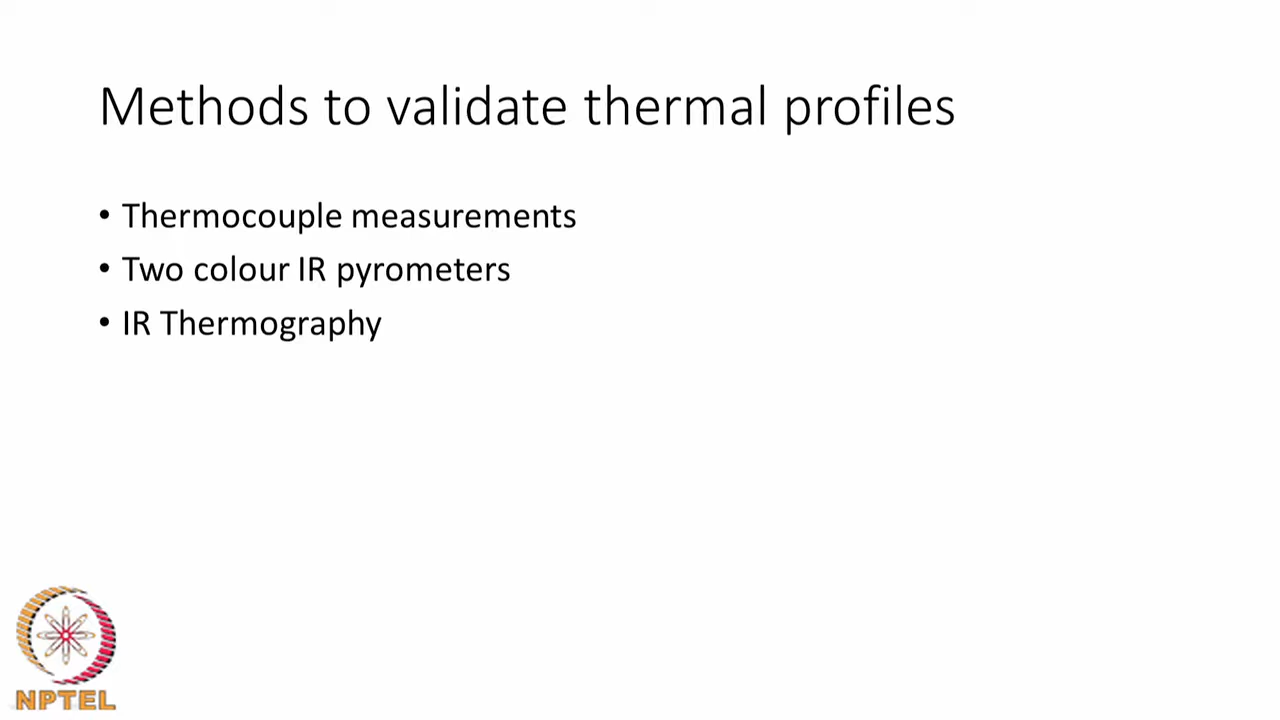 Methods to validate thermal profiles
• Thermocouple measurements
• Two colour IR pyrometers
• IR Thermography
NPTEL